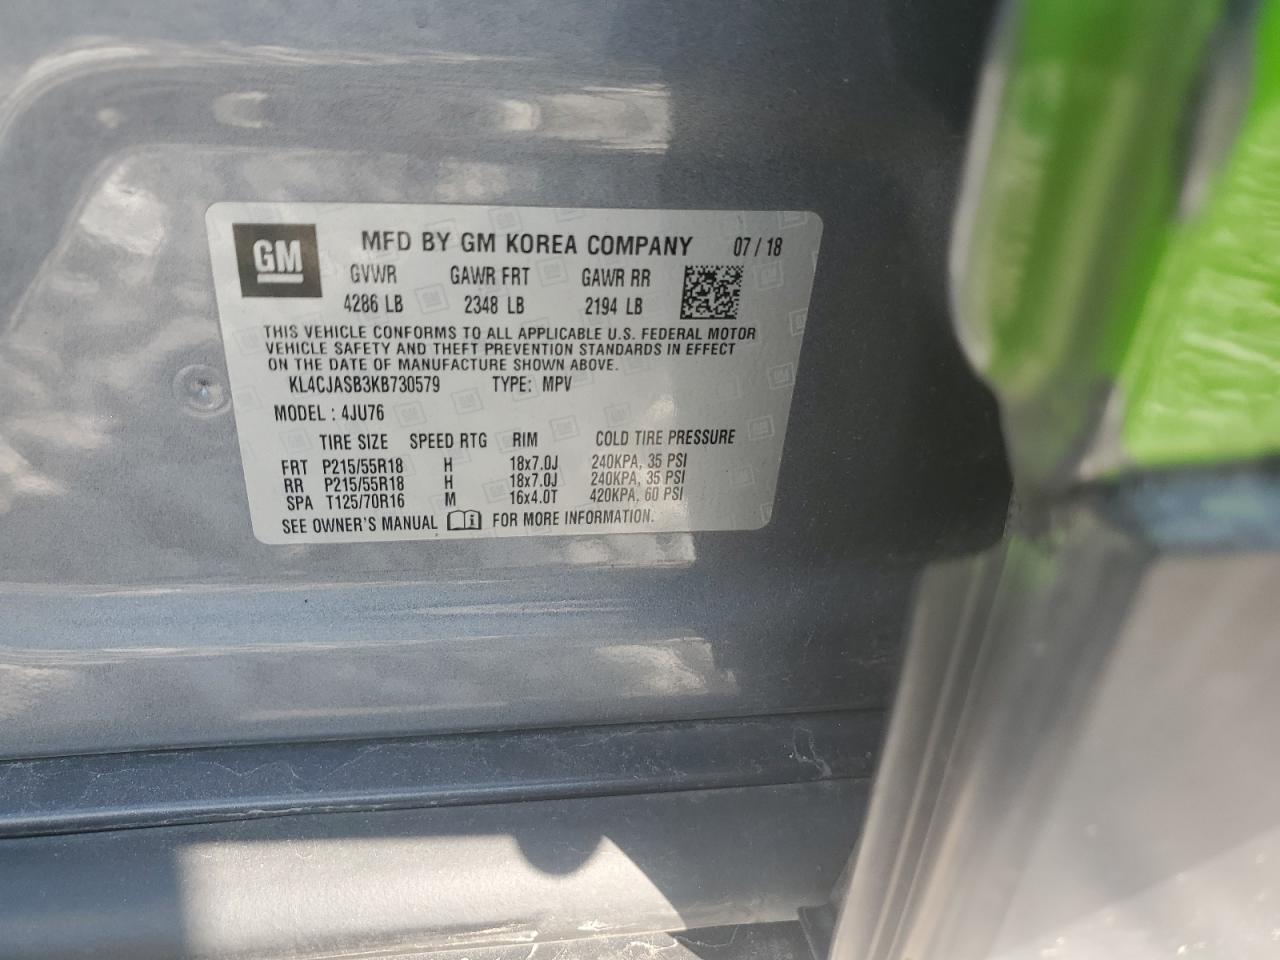 GM
MFD BY GM KOREA COMPANY 07 / 18
GVWR GAWR FRT GAWR RR
4286 LB 2348 LB 2194 LB
THIS VEHICLE CONFORMS TO ALL APPLICABLE U.S. FEDERAL MOTOR
VEHICLE SAFETY AND THEFT PREVENTION STANDARDS IN EFFECT
ON THE DATE OF MANUFACTURE SHOWN ABOVE.
KL4CJASB3KB730579 TYPE: MPV
MODEL : 4JU76
TIRE SIZE SPEED RTG RIM COLD TIRE PRESSURE
FRT P215/55R18 H 18x7.0J 240KPA, 35 PSI
RR P215/55R18 H 18x7.0J 240KPA, 35 PSI
SPA T125/70R16 M 16x4.0T 420KPA, 60 PSI
SEE OWNER'S MANUAL FOR MORE INFORMATION.